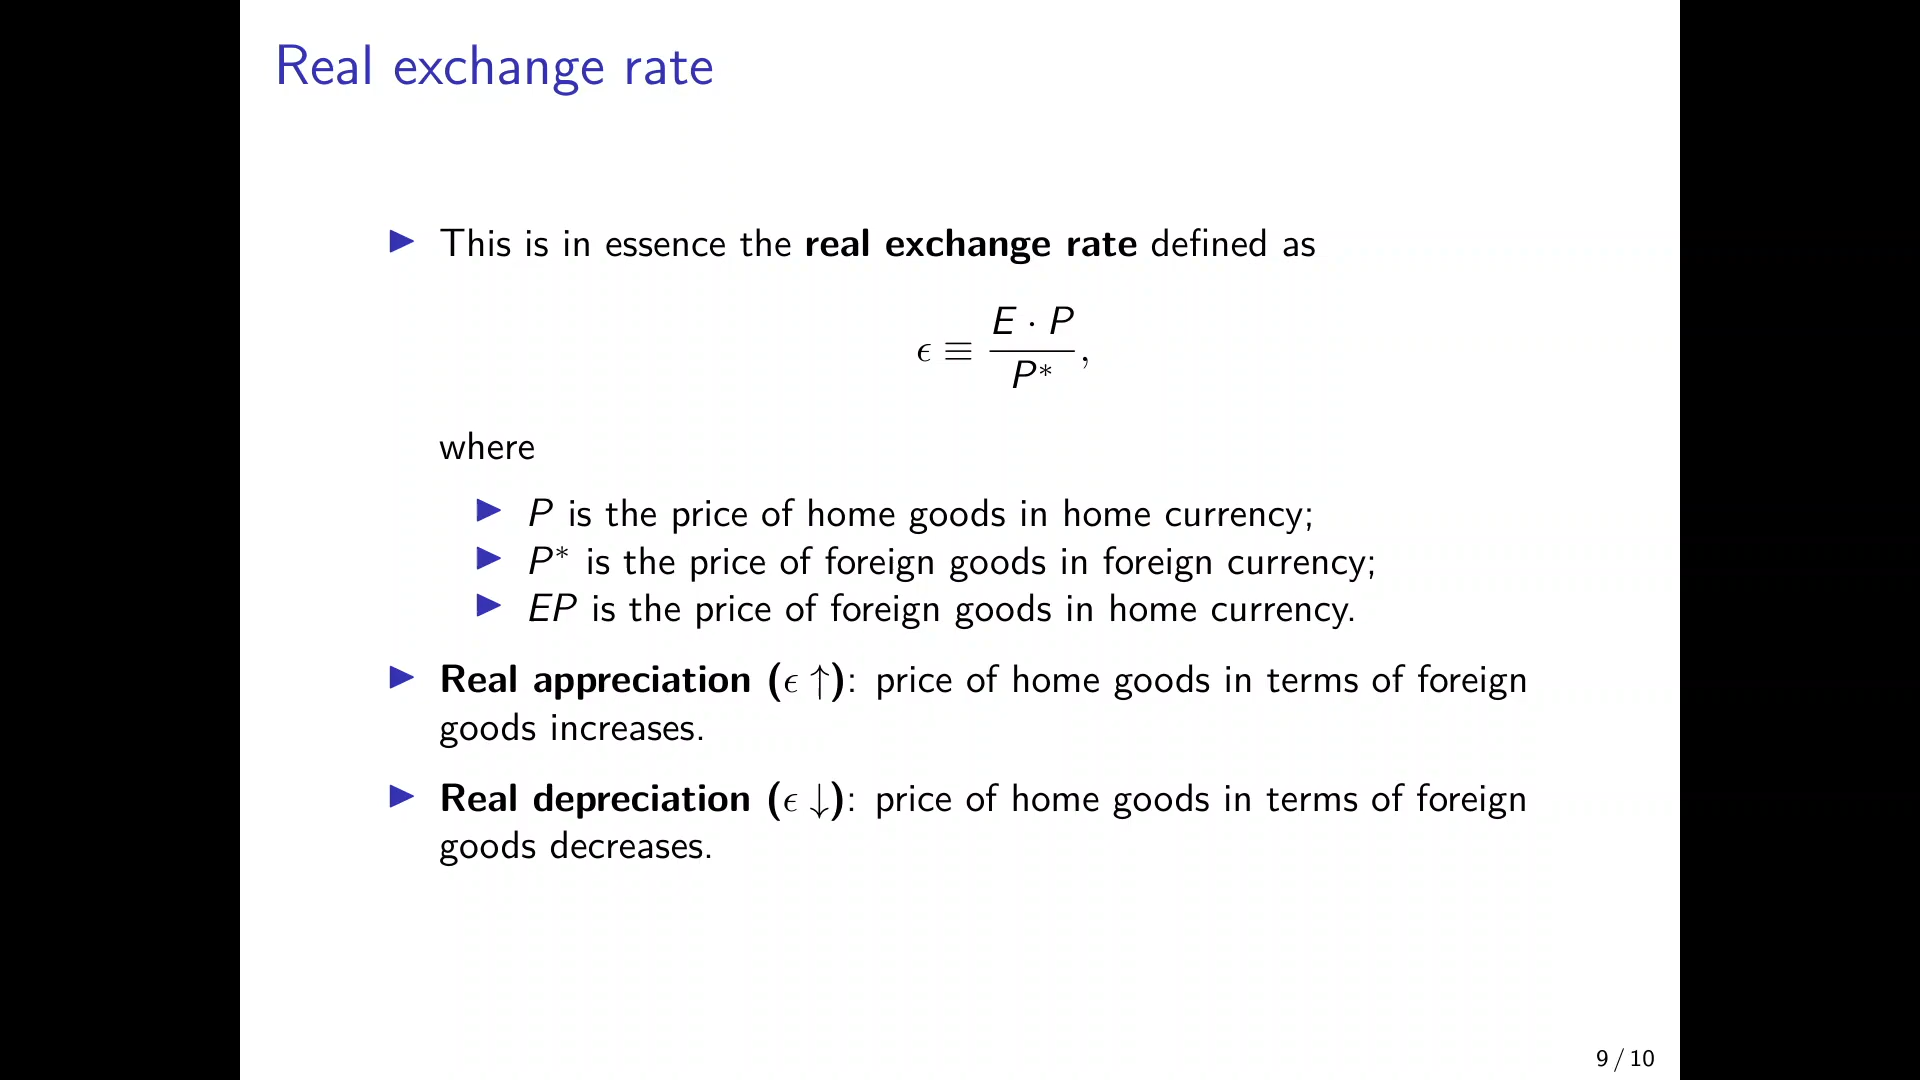 Real exchange rate
▶ This is in essence the real exchange rate defined as
ϵ ≡ E · P / P*,
where
▶ P is the price of home goods in home currency;
▶ P* is the price of foreign goods in foreign currency;
▶ EP is the price of foreign goods in home currency.
▶ Real appreciation (ϵ ↑): price of home goods in terms of foreign
goods increases.
▶ Real depreciation (ϵ ↓): price of home goods in terms of foreign
goods decreases.
9 / 10